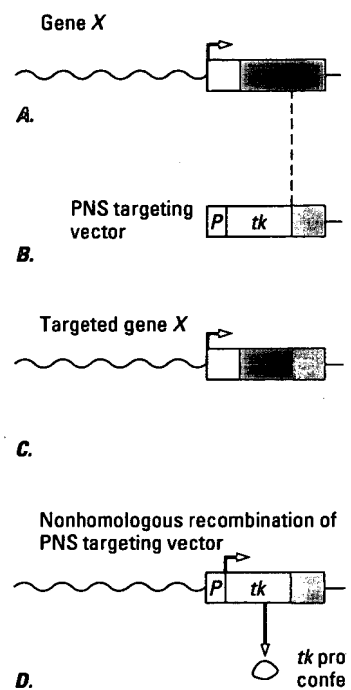 Gene X
A.
PNS targeting
vector
P
tk
B.
Targeted gene X
C.
Nonhomologous recombination of
PNS targeting vector
P
tk
tk pro
confe
D.